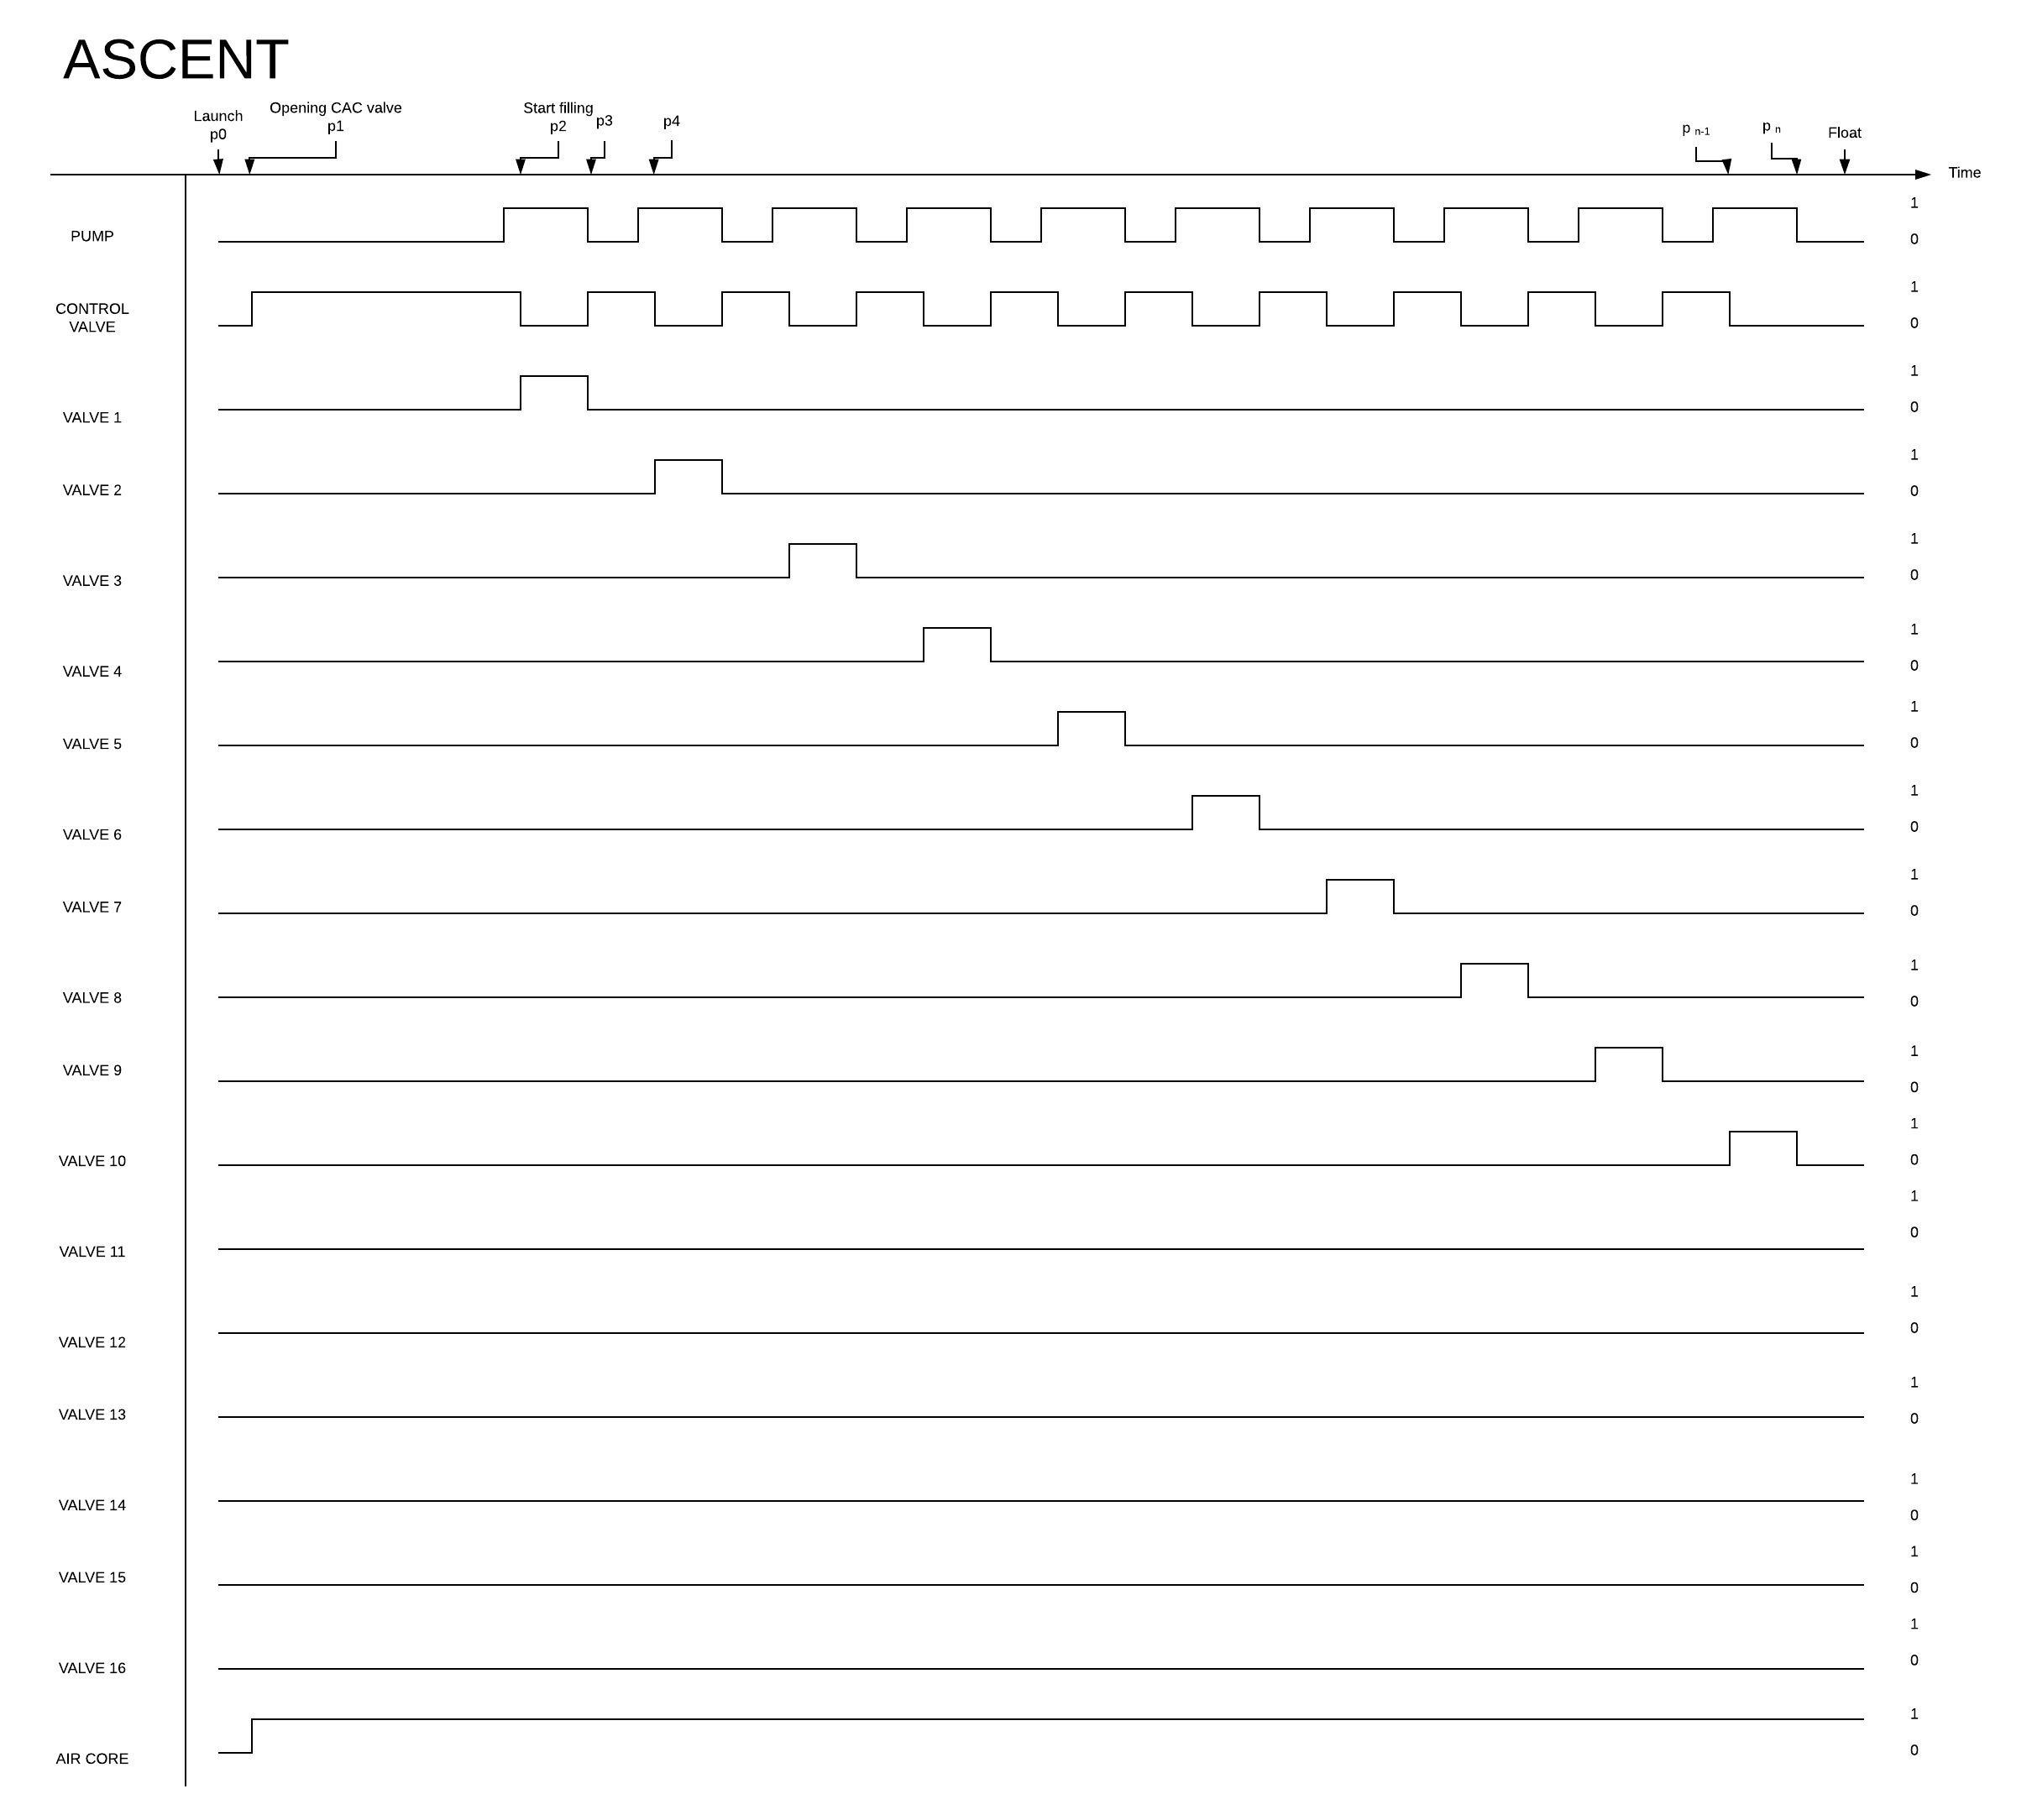 ASCENT
Launch
p0
Opening CAC valve
p1
Start filling
p2
p3
p4
p n-1
p n
Float
Time
PUMP
1
0
CONTROL
VALVE
1
0
VALVE 1
1
0
VALVE 2
1
0
VALVE 3
1
0
VALVE 4
1
0
VALVE 5
1
0
VALVE 6
1
0
VALVE 7
1
0
VALVE 8
1
0
VALVE 9
1
0
VALVE 10
1
0
VALVE 11
1
0
VALVE 12
1
0
VALVE 13
1
0
VALVE 14
1
0
VALVE 15
1
0
VALVE 16
1
0
AIR CORE
1
0